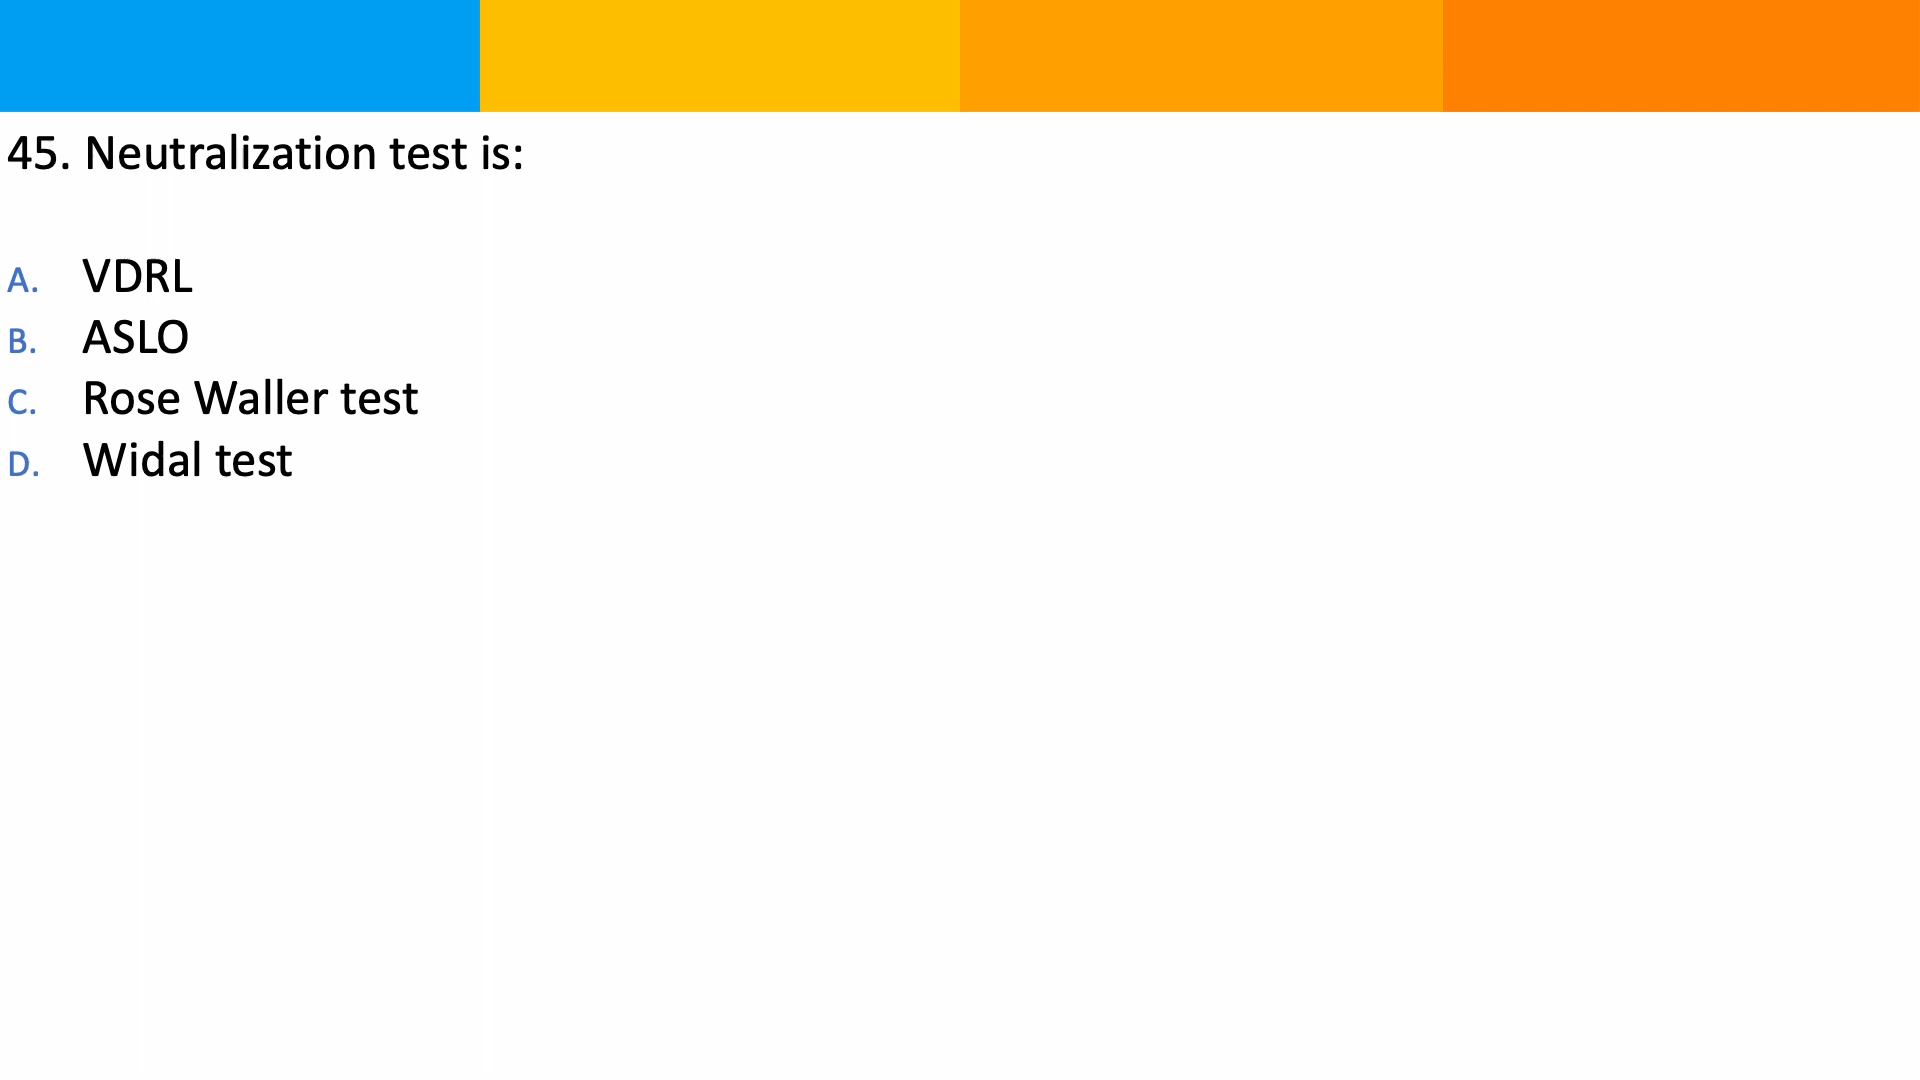 45. Neutralization test is:
A. VDRL
B. ASLO
C. Rose Waller test
D. Widal test